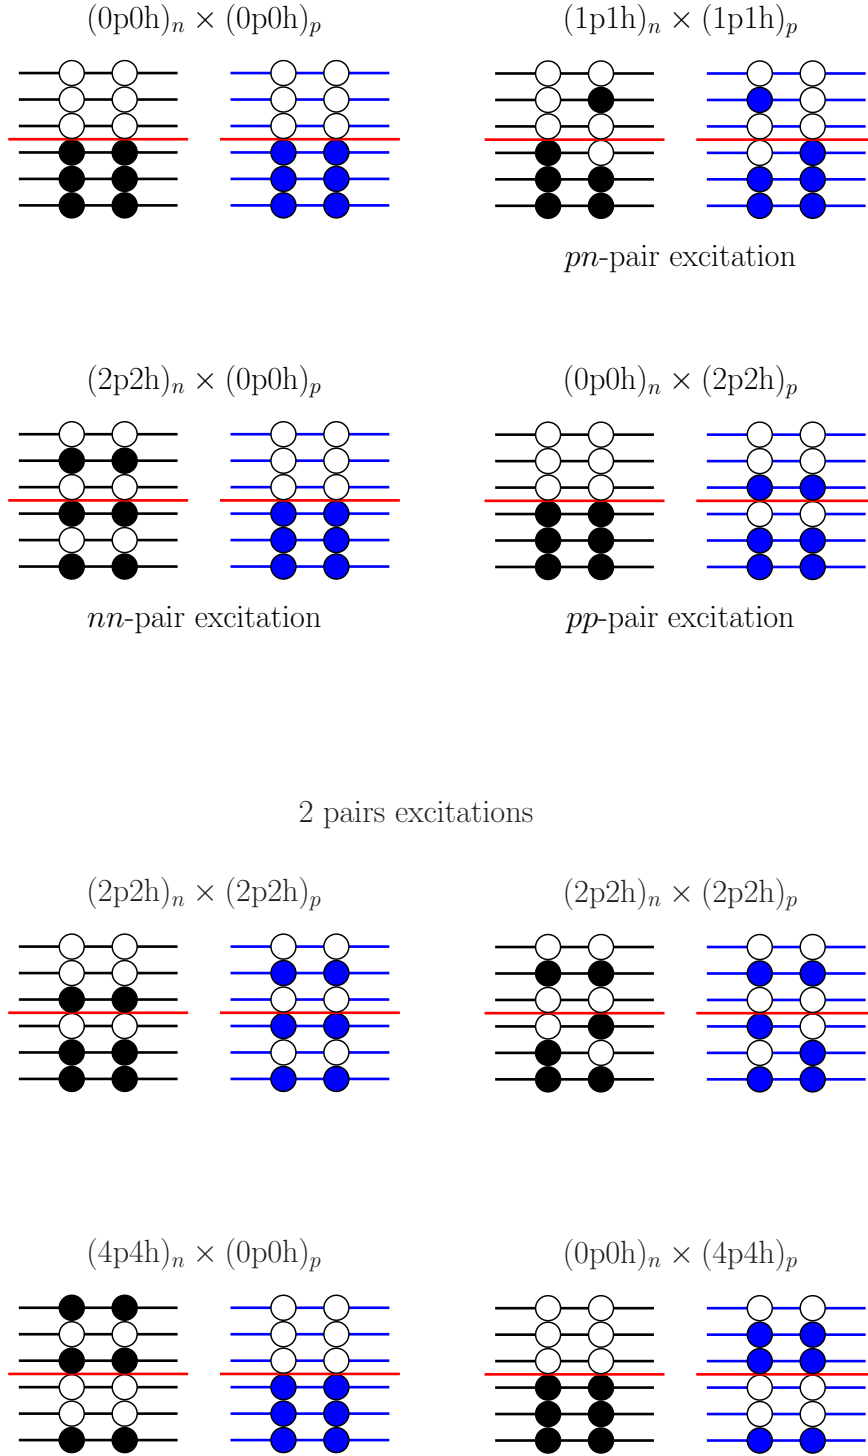 (0p0h)n × (0p0h)p
(1p1h)n × (1p1h)p
pn-pair excitation
(2p2h)n × (0p0h)p
(0p0h)n × (2p2h)p
nn-pair excitation
pp-pair excitation
2 pairs excitations
(2p2h)n × (2p2h)p
(2p2h)n × (2p2h)p
(4p4h)n × (0p0h)p
(0p0h)n × (4p4h)p